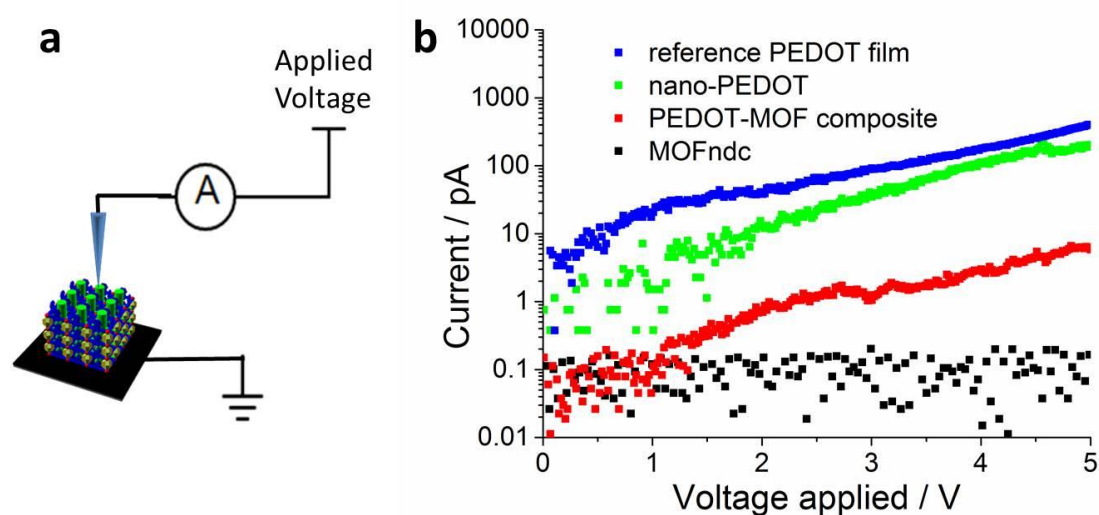 a
Applied
Voltage
A
b
10000
1000
100
10
1
0.1
0.01
Current / pA
reference PEDOT film
nano-PEDOT
PEDOT-MOF composite
MOFndc
0 1 2 3 4 5
Voltage applied / V